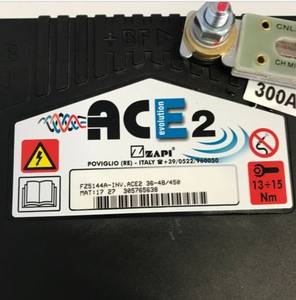 +BF
CNL
CH
300A
ACE2
evolution
ZAPI
POVIGLIO (RE) - ITALY ☎+39/0522/960050
FZ5144A-INV.ACE2 36-48/450
MAT:17 27 305765638
13÷15
Nm